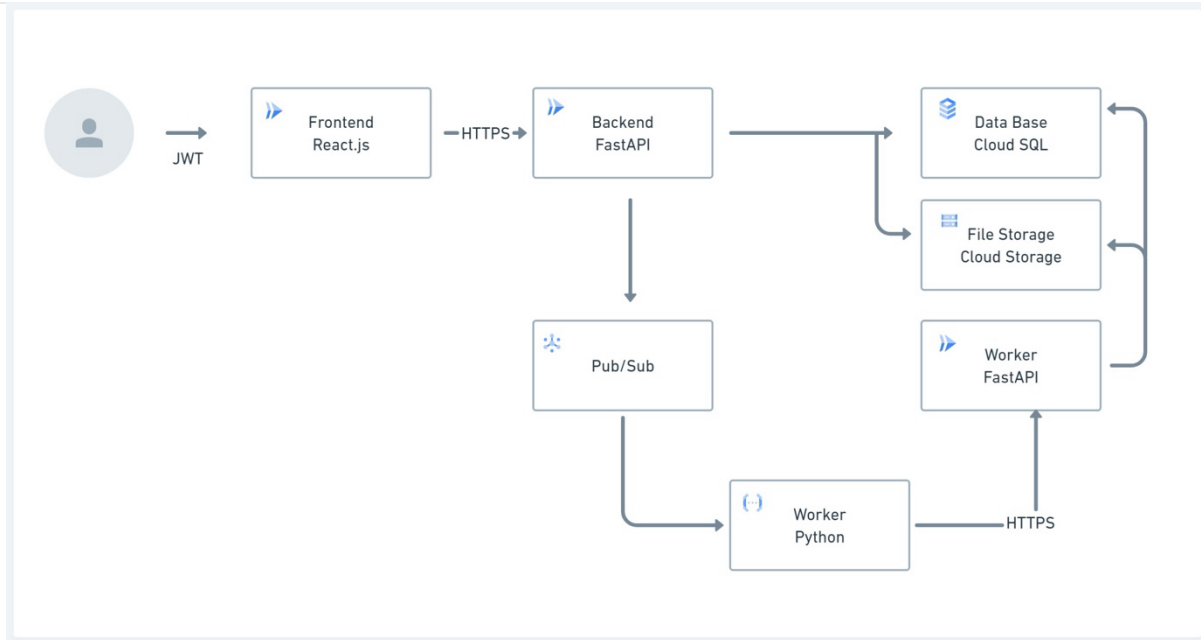 JWT
Frontend
React.js
HTTPS
Backend
FastAPI
Data Base
Cloud SQL
File Storage
Cloud Storage
Pub/Sub
Worker
FastAPI
Worker
Python
HTTPS